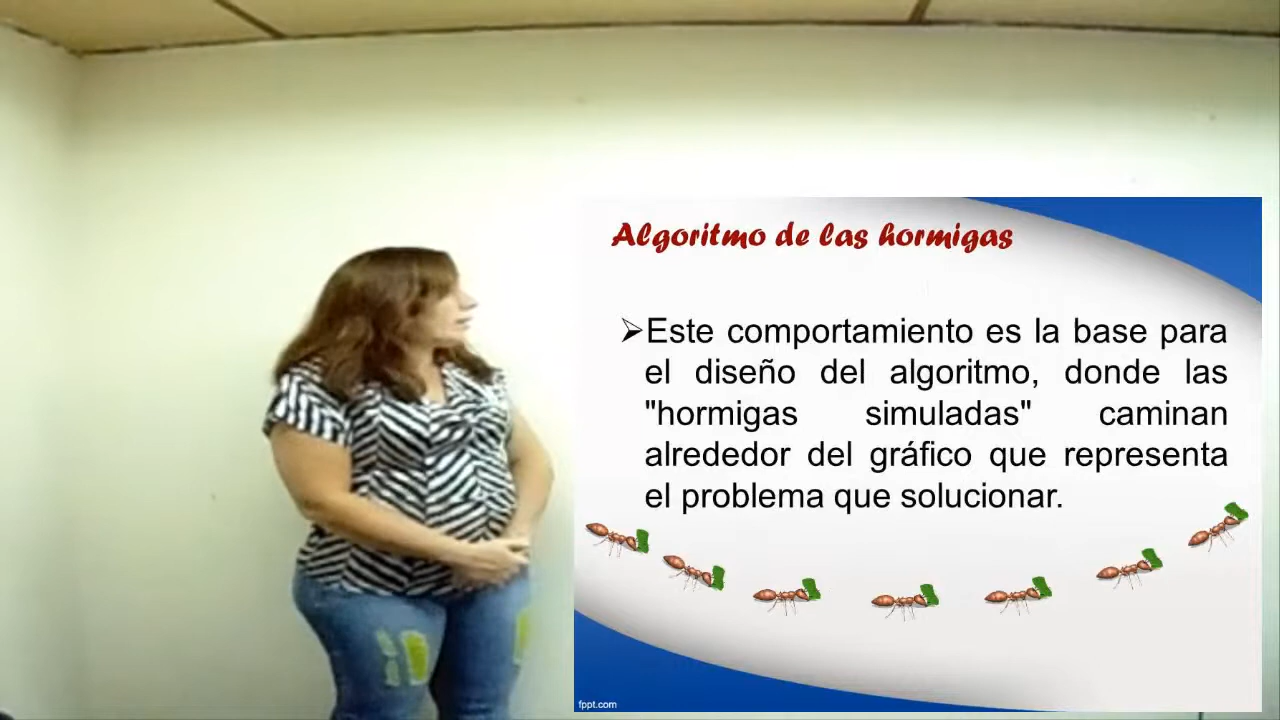 Algoritmo de las hormigas
➢Este comportamiento es la base para
el diseño del algoritmo, donde las
"hormigas simuladas" caminan
alrededor del gráfico que representa
el problema que solucionar.
fppt.com